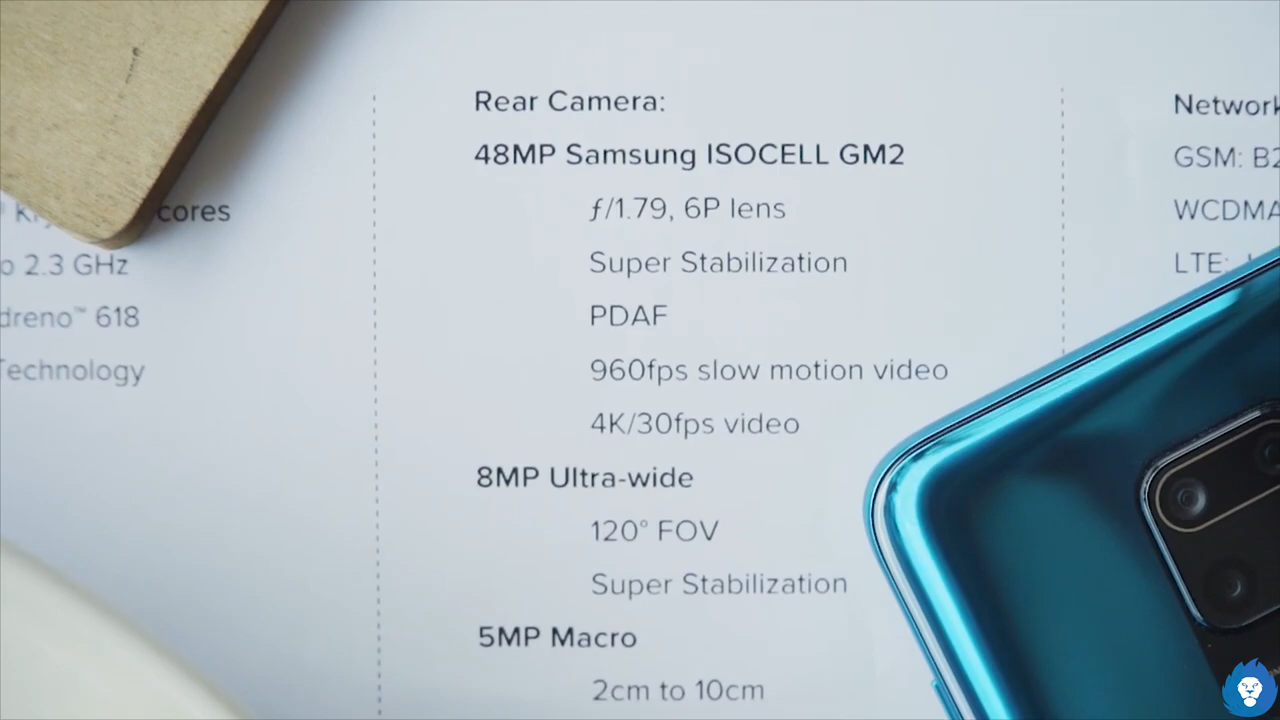 cores
2.3 GHz
dreno™ 618
Technology
Rear Camera:
48MP Samsung ISOCELL GM2
ƒ/1.79, 6P lens
Super Stabilization
PDAF
960fps slow motion video
4K/30fps video
8MP Ultra-wide
120° FOV
Super Stabilization
5MP Macro
2cm to 10cm
Network
GSM: B2
WCDMA
LTE: